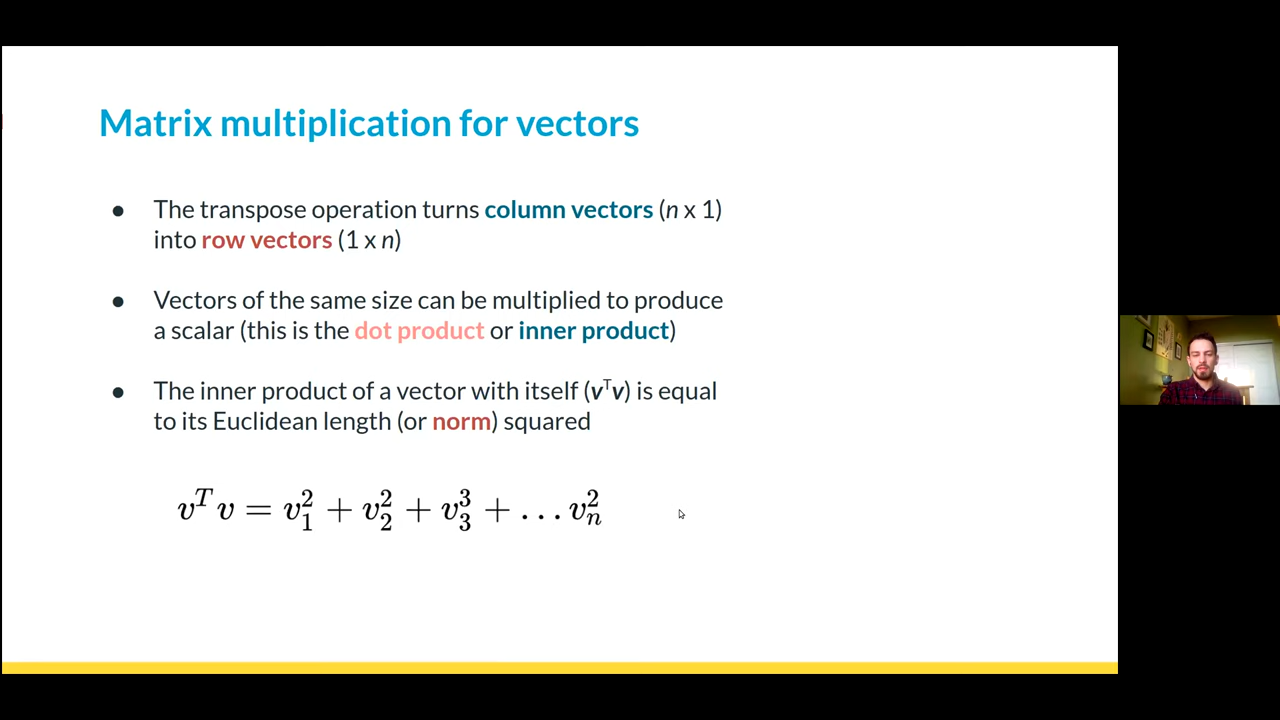 Matrix multiplication for vectors
● The transpose operation turns column vectors (n x 1)
into row vectors (1 x n)
● Vectors of the same size can be multiplied to produce
a scalar (this is the dot product or inner product)
● The inner product of a vector with itself (vᵀv) is equal
to its Euclidean length (or norm) squared
v^T v = v_1^2 + v_2^2 + v_3^3 + … v_n^2